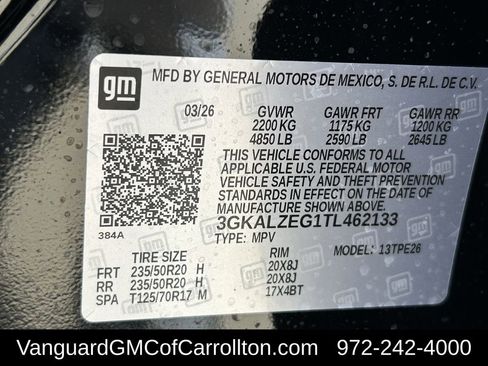 gm
MFD BY GENERAL MOTORS DE MEXICO, S. DE R.L. DE C.V.
03/26 GVWR GAWR FRT GAWR RR
2200 KG 1175 KG 1200 KG
4850 LB 2590 LB 2645 LB
THIS VEHICLE CONFORMS TO ALL
APPLICABLE U.S. FEDERAL MOTOR
VEHICLE SAFETY AND THEFT PREVENTION
STANDARDS IN EFFECT ON THE DATE OF
MANUFACTURE SHOWN ABOVE.
3GKALZEG1TL462133
384A
TYPE: MPV MODEL: 13TPE26
TIRE SIZE RIM
FRT 235/50R20 H 20X8J
RR 235/50R20 H 20X8J
SPA T125/70R17 M 17X4BT
VanguardGMCofCarrollton.com 972-242-4000